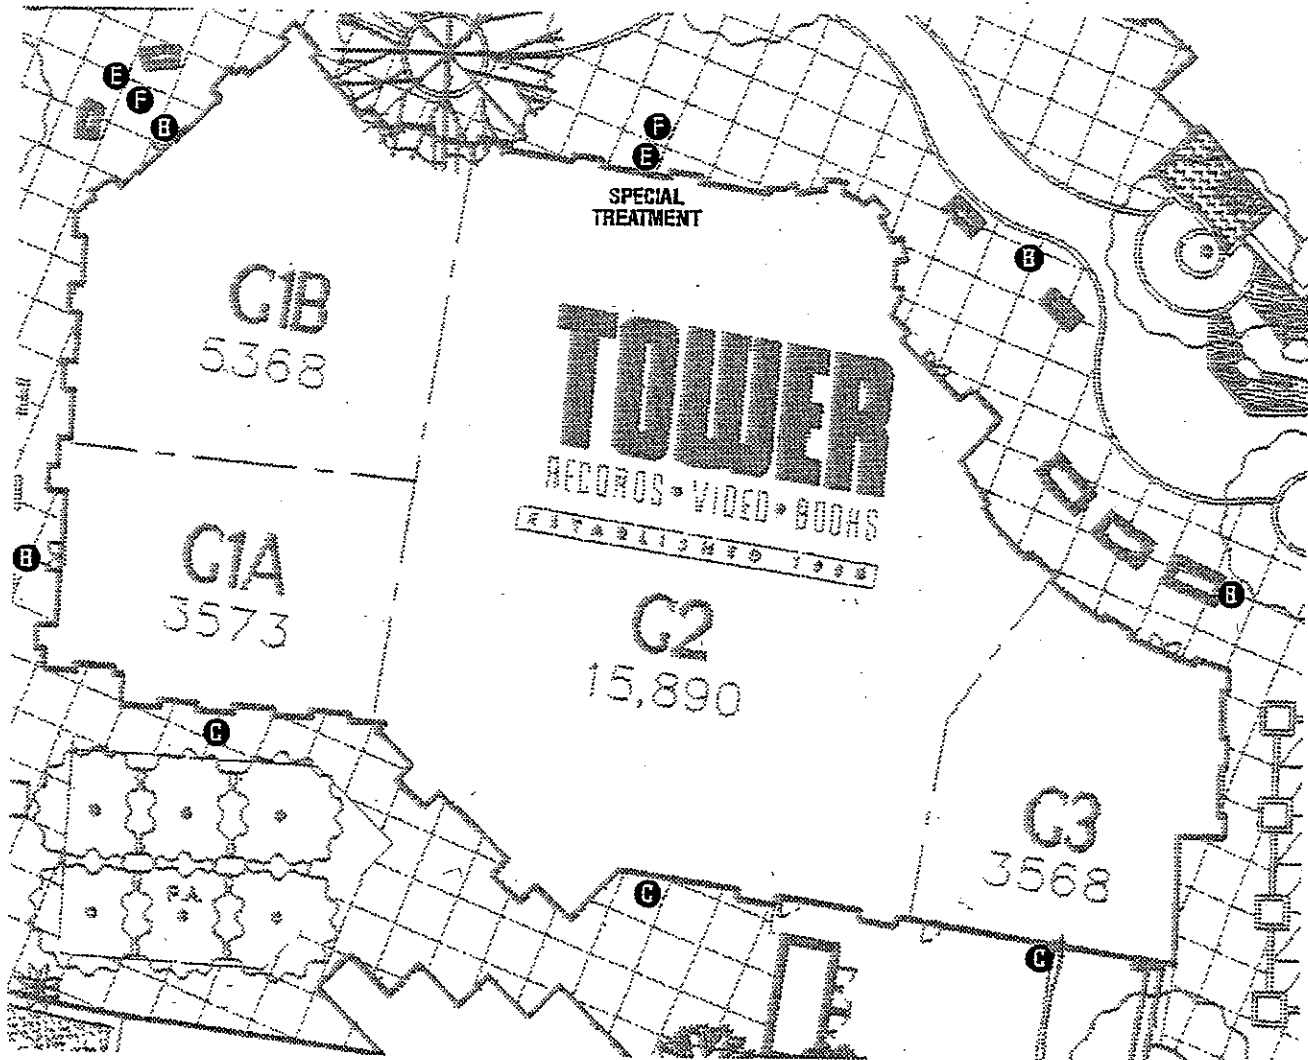 E
F
B
F
E
SPECIAL
TREATMENT
B
G1B
5368
TOWER
RECORDS • VIDEO • BOOKS
G1A
3573
B
G2
15,890
B
C
G3
3568
P.A.
C
C